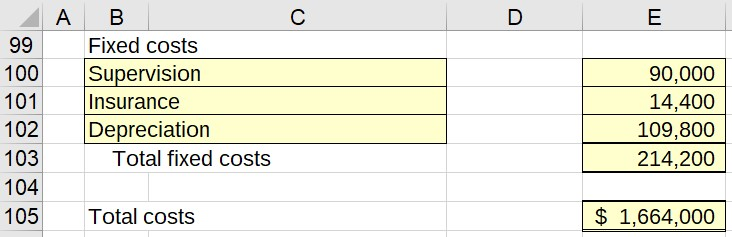 A B C D E
99 Fixed costs
100 Supervision 90,000
101 Insurance 14,400
102 Depreciation 109,800
103 Total fixed costs 214,200
104
105 Total costs $ 1,664,000